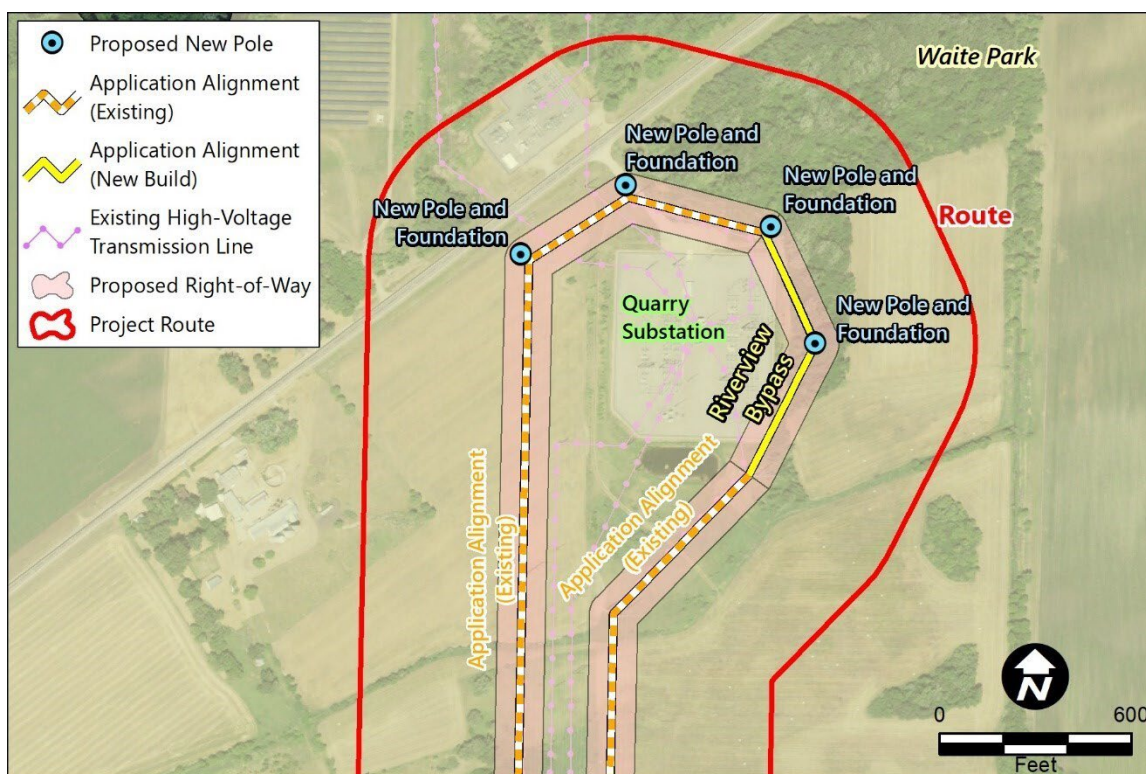 Proposed New Pole
Application Alignment
(Existing)
Application Alignment
(New Build)
Existing High-Voltage
Transmission Line
Proposed Right-of-Way
Project Route
Waite Park
New Pole and
Foundation
New Pole and
Foundation
New Pole and
Foundation
Route
New Pole and
Foundation
Quarry
Substation
Riverview
Bypass
Application Alignment
(Existing)
Application Alignment
(Existing)
N
0 600
Feet